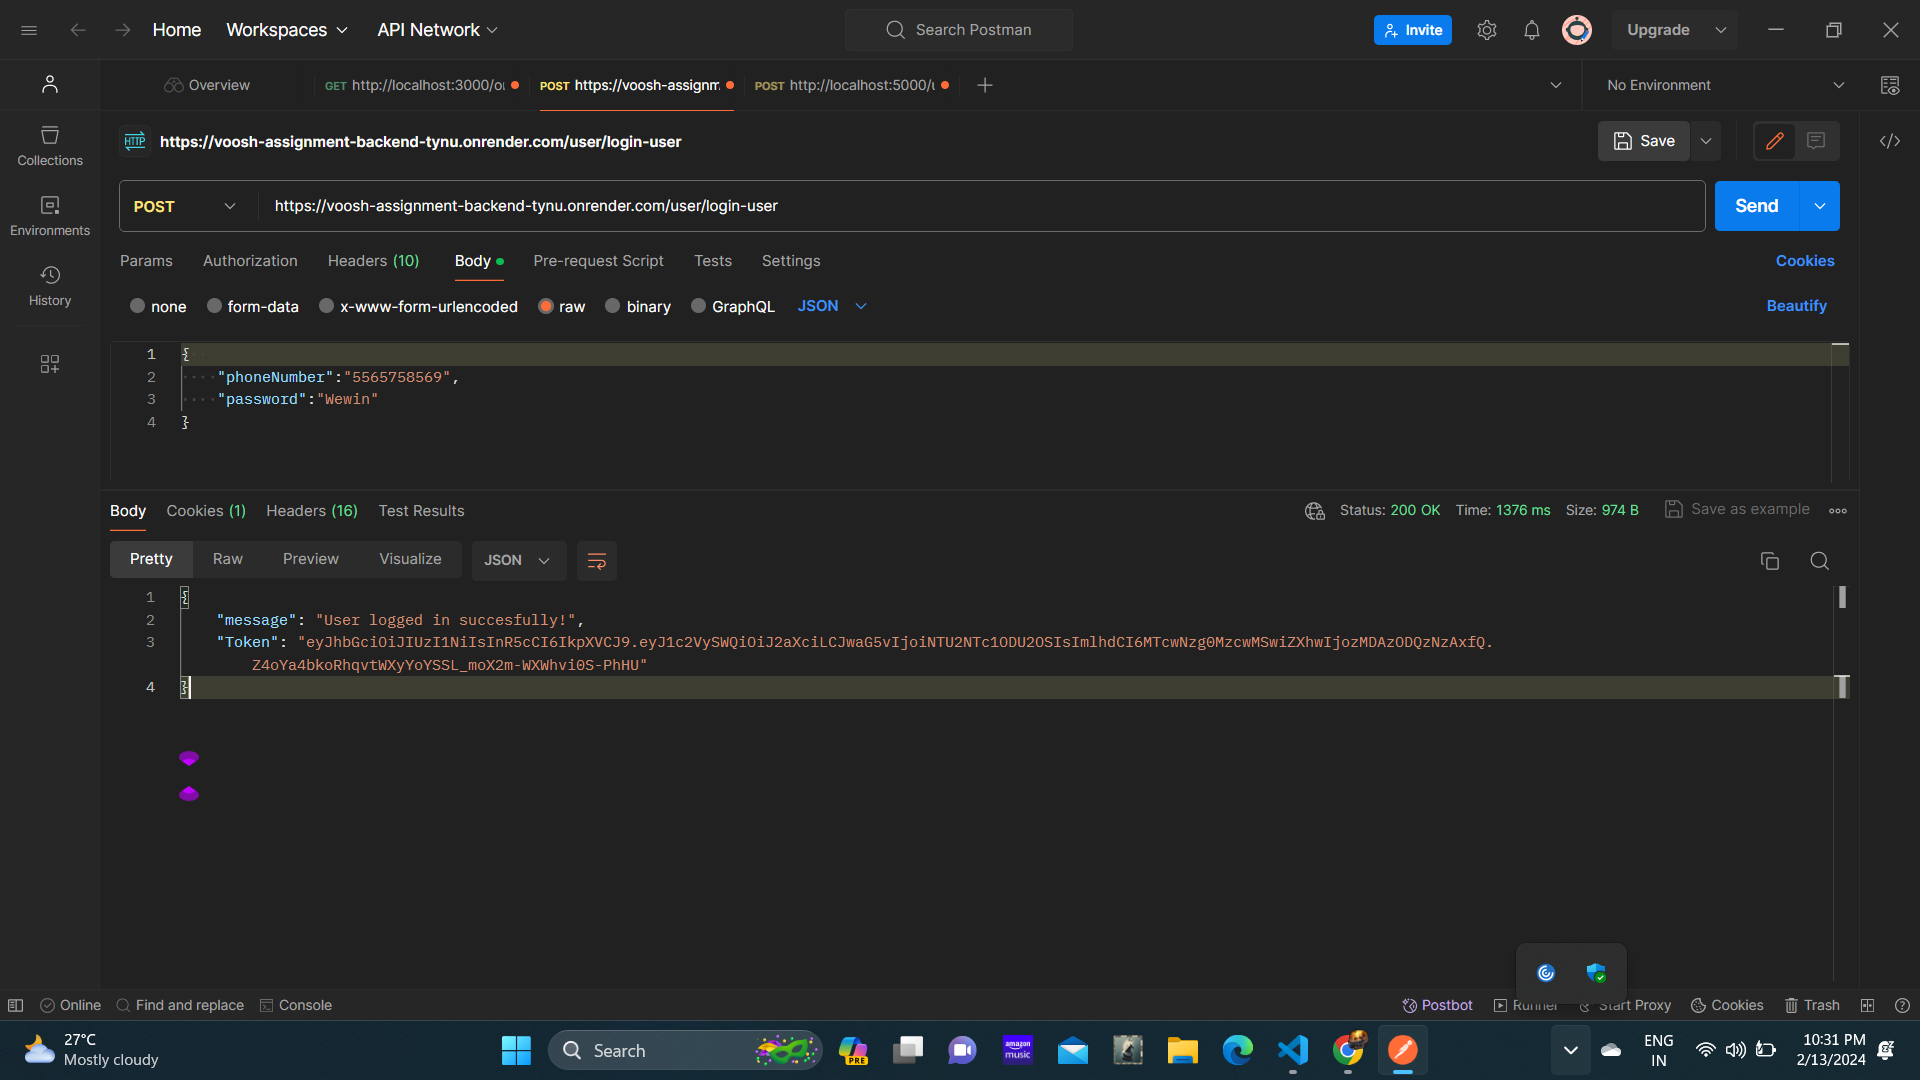 Home Workspaces API Network Search Postman Invite Upgrade
Overview GET http://localhost:3000/o POST https://voosh-assignm POST http://localhost:5000/ No Environment
HTTP https://voosh-assignment-backend-tynu.onrender.com/user/login-user Save
Collections
POST https://voosh-assignment-backend-tynu.onrender.com/user/login-user Send
Environments
Params Authorization Headers (10) Body Pre-request Script Tests Settings Cookies
History
none form-data x-www-form-urlencoded raw binary GraphQL JSON Beautify
1 {
2 "phoneNumber":"5565758569",
3 "password":"Wewin"
4 }
Body Cookies (1) Headers (16) Test Results Status: 200 OK Time: 1376 ms Size: 974 B Save as example
Pretty Raw Preview Visualize JSON
1 {
2 "message": "User logged in succesfully!",
3 "Token": "eyJhbGciOiJIUzI1NiIsInR5cCI6IkpXVCJ9.eyJ1c2VySWQiOiJ2aXciLCJwaG5vIjoiNTU2NTc1ODU2OSIsImlhdCI6MTcwNzg0MzcwMSwiZXhwIjozMDAzODQzNzAxfQ.
Z4oYa4bkoRhqvtWXyYoYSSL_moX2m-WXWhvi0S-PhHU"
4 }
Online Find and replace Console Postbot Runner Start Proxy Cookies Trash
27°C
Mostly cloudy
Search
PRE
amazon
music
ENG
IN
10:31 PM
2/13/2024